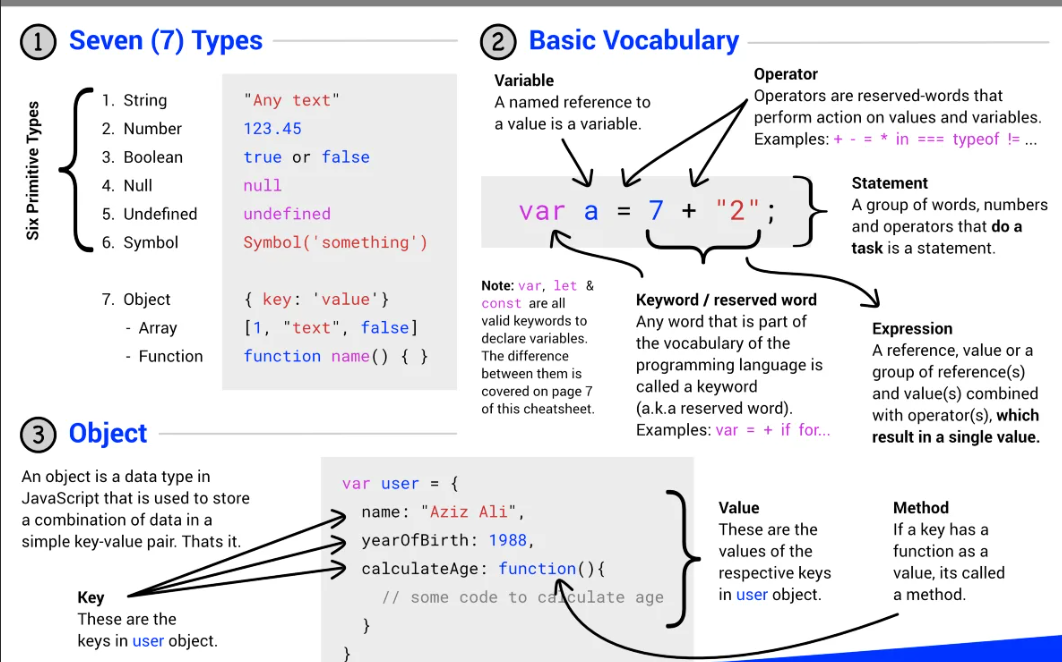 1 Seven (7) Types
Six Primitive Types
1. String "Any text"
2. Number 123.45
3. Boolean true or false
4. Null null
5. Undefined undefined
6. Symbol Symbol('something')
7. Object { key: 'value'}
- Array [1, "text", false]
- Function function name() { }
2 Basic Vocabulary
Variable
A named reference to
a value is a variable.
Operator
Operators are reserved-words that
perform action on values and variables.
Examples: + - = * in === typeof != ...
var a = 7 + "2";
Statement
A group of words, numbers
and operators that do a
task is a statement.
Note: var, let &
const are all
valid keywords to
declare variables.
The difference
between them is
covered on page 7
of this cheatsheet.
Keyword / reserved word
Any word that is part of
the vocabulary of the
programming language is
called a keyword
(a.k.a reserved word).
Examples: var = + if for...
Expression
A reference, value or a
group of reference(s)
and value(s) combined
with operator(s), which
result in a single value.
3 Object
An object is a data type in
JavaScript that is used to store
a combination of data in a
simple key-value pair. Thats it.
Key
These are the
keys in user object.
var user = {
name: "Aziz Ali",
yearOfBirth: 1988,
calculateAge: function(){
// some code to calculate age
}
}
Value
These are the
values of the
respective keys
in user object.
Method
If a key has a
function as a
value, its called
a method.